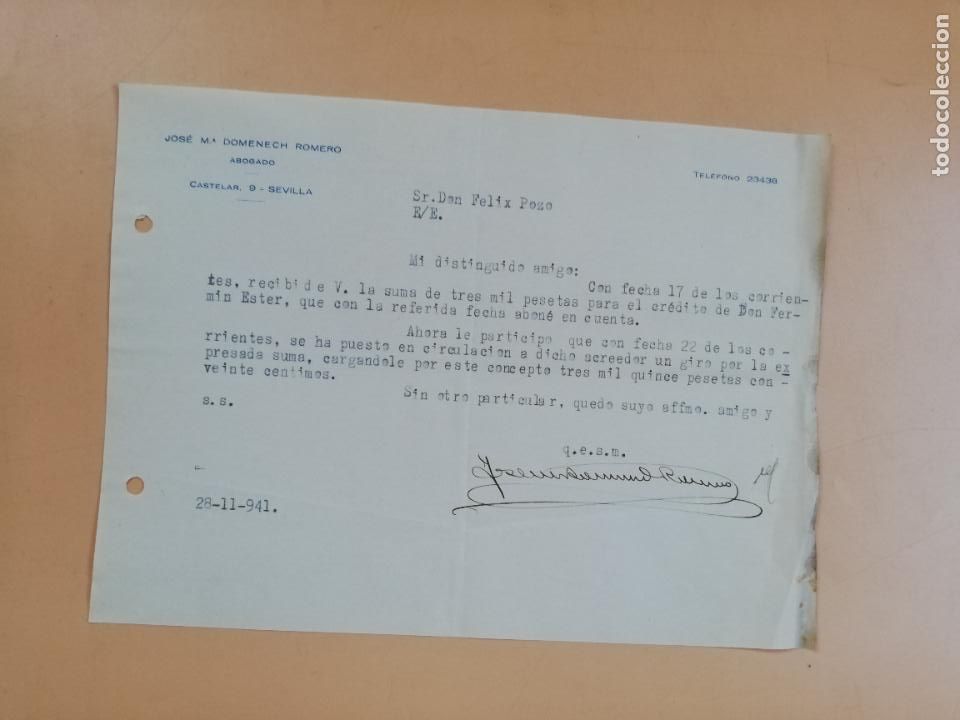 JOSÉ Mª DOMENECH ROMERO
ABOGADO
CASTELAR, 9 - SEVILLA
TELÉFONO 23438
Sr. Don Felix Pozo
E/E.
Mi distinguido amigo:
Con fecha 17 de los corrien-
tes, recibi de V. la suma de tres mil pesetas para el crédito de Don Fer-
min Ester, que con la referida fecha aboné en cuenta.
Ahora le participo que con fecha 22 de los co-
rrientes, se ha puesto en circulacion a dicho acreedor un giro por la ex
presada suma, cargandole por este concepto tres mil quince pesetas con -
veinte centimos.
Sin otro particular, quedo suyo affmo. amigo y
s.s.
q.e.s.m.
28-11-941.
todocoleccion